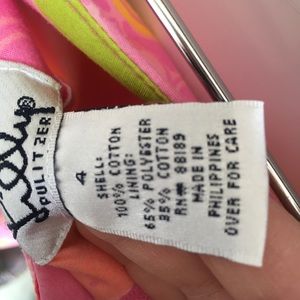 Lilly®
PULITZER
4
SHELL:
100% COTTON
LINING:
65% POLYESTER
35% COTTON
RN# 88189
MADE IN
PHILIPPINES
OVER FOR CARE